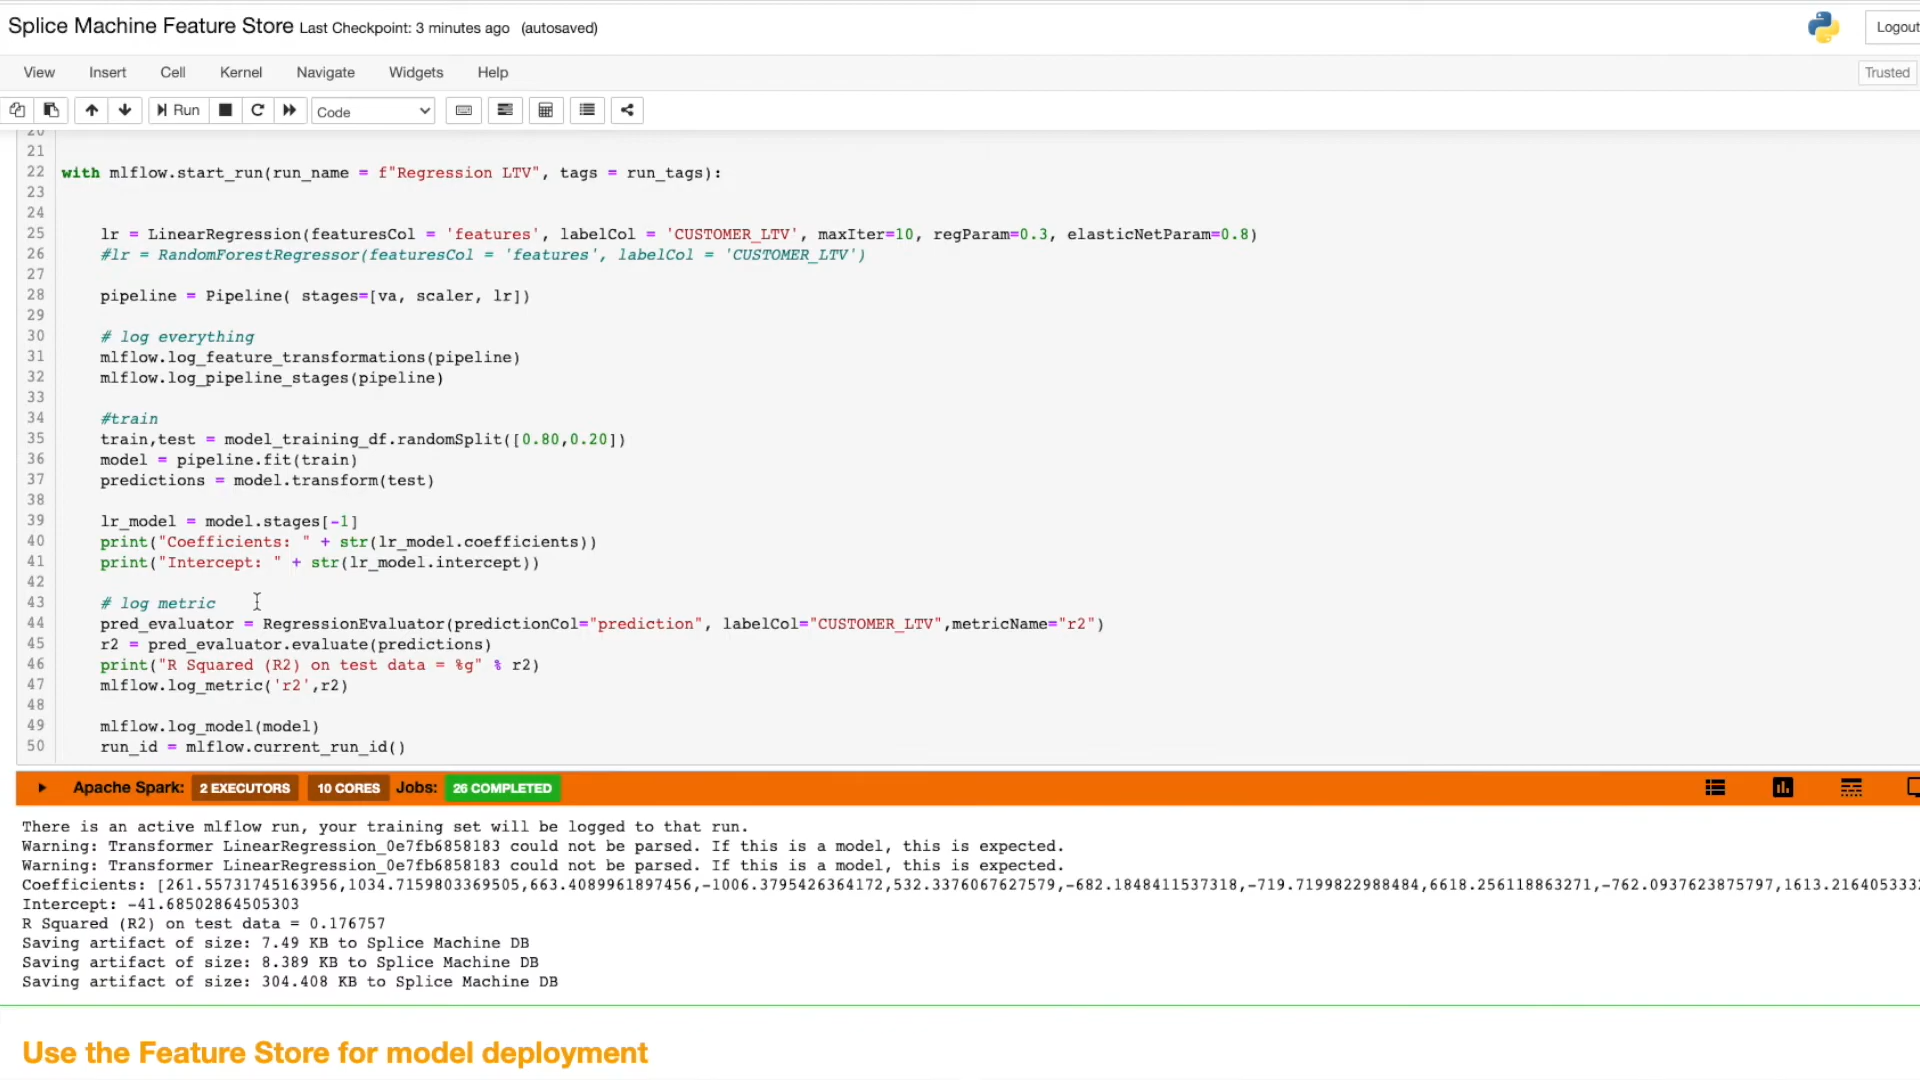 Splice Machine Feature Store Last Checkpoint: 3 minutes ago (autosaved)
Logout
View Insert Cell Kernel Navigate Widgets Help
Trusted
Run Code
20
21
22 with mlflow.start_run(run_name = f"Regression LTV", tags = run_tags):
23
24
25 lr = LinearRegression(featuresCol = 'features', labelCol = 'CUSTOMER_LTV', maxIter=10, regParam=0.3, elasticNetParam=0.8)
26 #lr = RandomForestRegressor(featuresCol = 'features', labelCol = 'CUSTOMER_LTV')
27
28 pipeline = Pipeline( stages=[va, scaler, lr])
29
30 # log everything
31 mlflow.log_feature_transformations(pipeline)
32 mlflow.log_pipeline_stages(pipeline)
33
34 #train
35 train,test = model_training_df.randomSplit([0.80,0.20])
36 model = pipeline.fit(train)
37 predictions = model.transform(test)
38
39 lr_model = model.stages[-1]
40 print("Coefficients: " + str(lr_model.coefficients))
41 print("Intercept: " + str(lr_model.intercept))
42
43 # log metric
44 pred_evaluator = RegressionEvaluator(predictionCol="prediction", labelCol="CUSTOMER_LTV",metricName="r2")
45 r2 = pred_evaluator.evaluate(predictions)
46 print("R Squared (R2) on test data = %g" % r2)
47 mlflow.log_metric('r2',r2)
48
49 mlflow.log_model(model)
50 run_id = mlflow.current_run_id()
Apache Spark: 2 EXECUTORS 10 CORES Jobs: 26 COMPLETED
There is an active mlflow run, your training set will be logged to that run.
Warning: Transformer LinearRegression_0e7fb6858183 could not be parsed. If this is a model, this is expected.
Warning: Transformer LinearRegression_0e7fb6858183 could not be parsed. If this is a model, this is expected.
Coefficients: [261.55731745163956,1034.7159803369505,663.4089961897456,-1006.3795426364172,532.3376067627579,-682.1848411537318,-719.7199822988484,6618.256118863271,-762.0937623875797,1613.2164053332
Intercept: -41.68502864505303
R Squared (R2) on test data = 0.176757
Saving artifact of size: 7.49 KB to Splice Machine DB
Saving artifact of size: 8.389 KB to Splice Machine DB
Saving artifact of size: 304.408 KB to Splice Machine DB
Use the Feature Store for model deployment